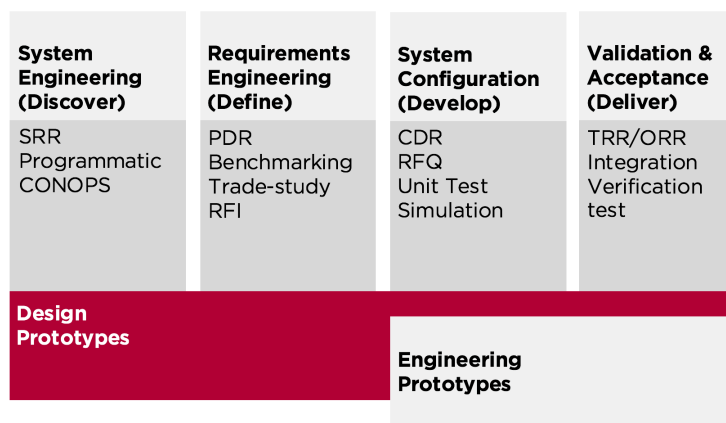 System
Engineering
(Discover)
SRR
Programmatic
CONOPS
Requirements
Engineering
(Define)
PDR
Benchmarking
Trade-study
RFI
System
Configuration
(Develop)
CDR
RFQ
Unit Test
Simulation
Validation &
Acceptance
(Deliver)
TRR/ORR
Integration
Verification
test
Design
Prototypes
Engineering
Prototypes